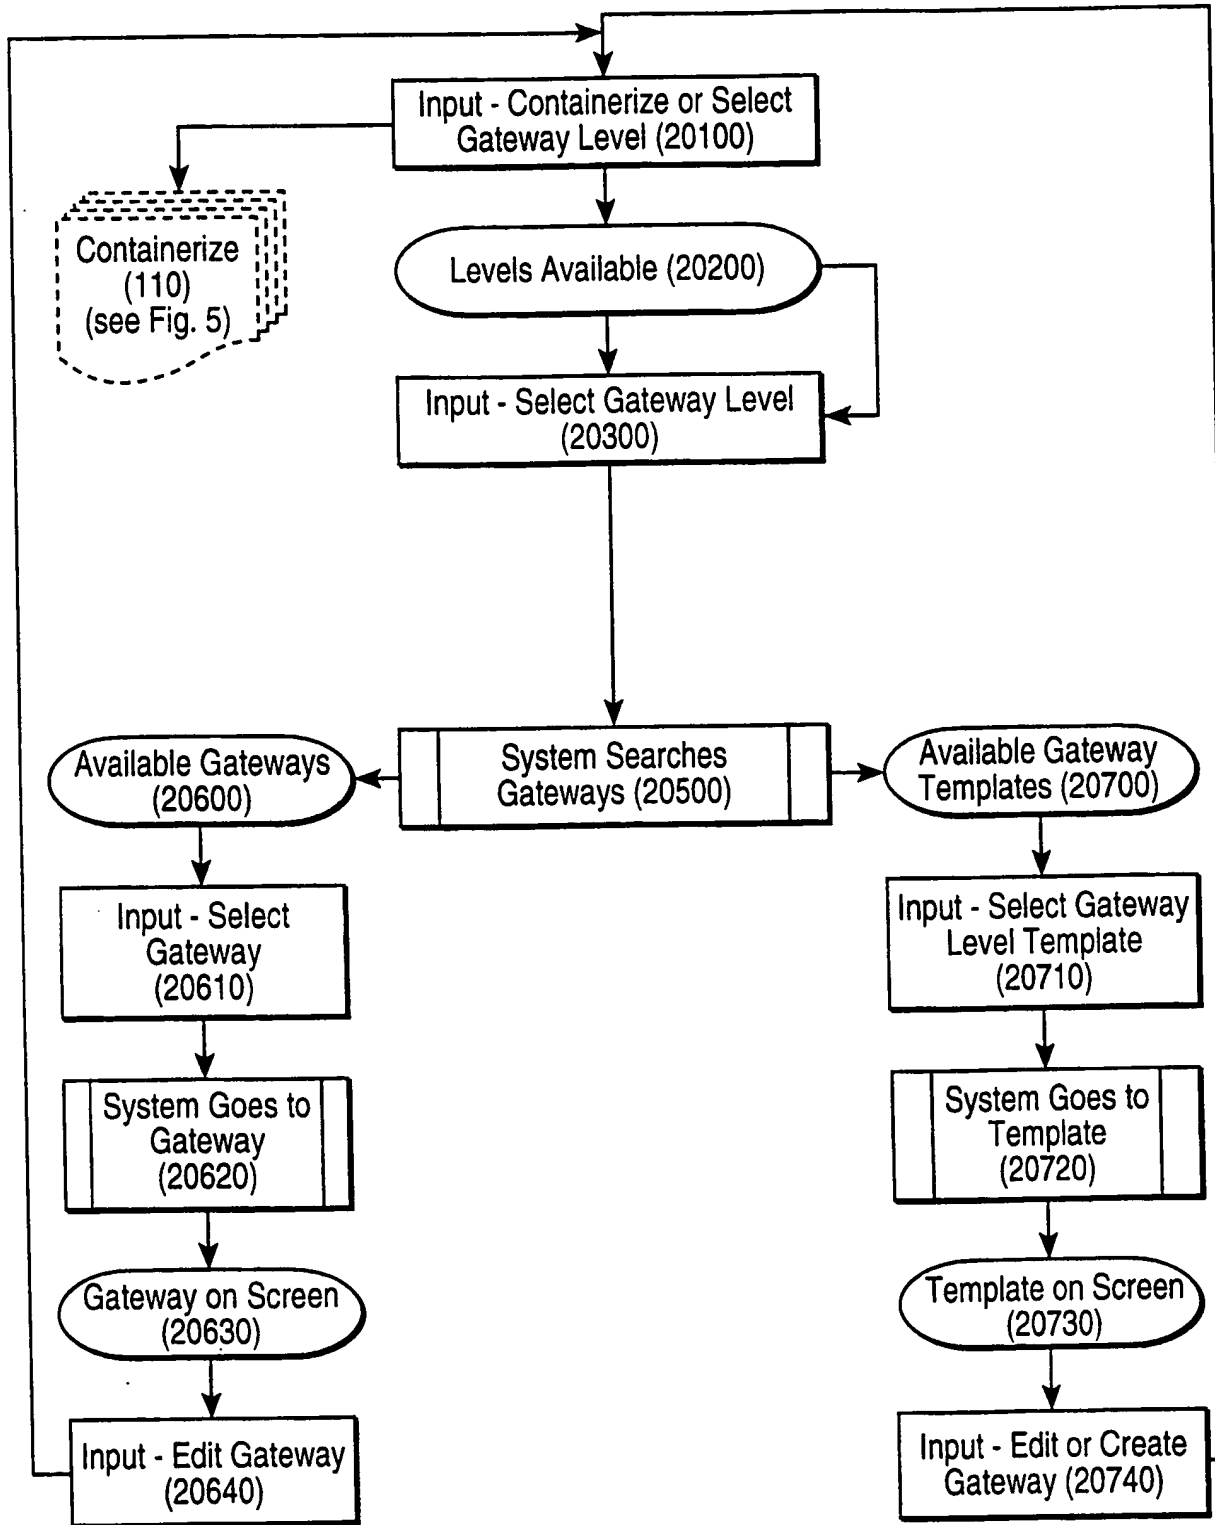 Input - Containerize or Select
Gateway Level (20100)
Containerize
(110)
(see Fig. 5)
Levels Available (20200)
Input - Select Gateway Level
(20300)
Available Gateways
(20600)
System Searches
Gateways (20500)
Available Gateway
Templates (20700)
Input - Select
Gateway
(20610)
Input - Select Gateway
Level Template
(20710)
System Goes to
Gateway
(20620)
System Goes to
Template
(20720)
Gateway on Screen
(20630)
Template on Screen
(20730)
Input - Edit Gateway
(20640)
Input - Edit or Create
Gateway (20740)